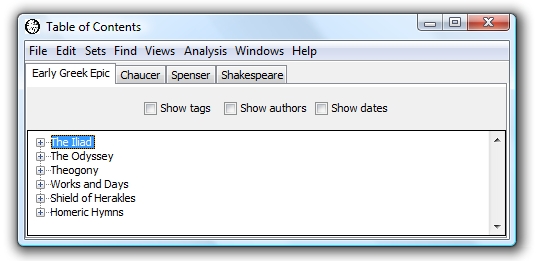 Table of Contents
File Edit Sets Find Views Analysis Windows Help
Early Greek Epic Chaucer Spenser Shakespeare
Show tags Show authors Show dates
The Iliad
The Odyssey
Theogony
Works and Days
Shield of Herakles
Homeric Hymns